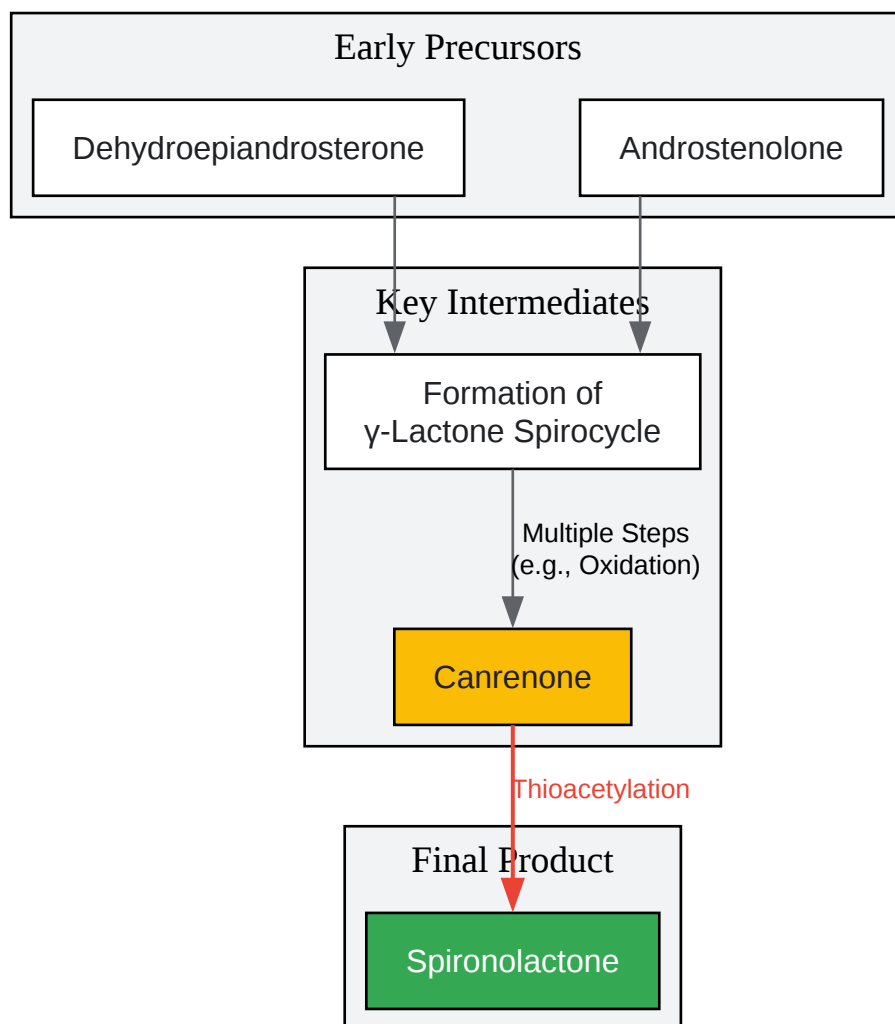 Early Precursors
Dehydroepiandrosterone
Androstenolone
Key Intermediates
Formation of
γ-Lactone Spirocycle
Multiple Steps
(e.g., Oxidation)
Canrenone
Thioacetylation
Final Product
Spironolactone